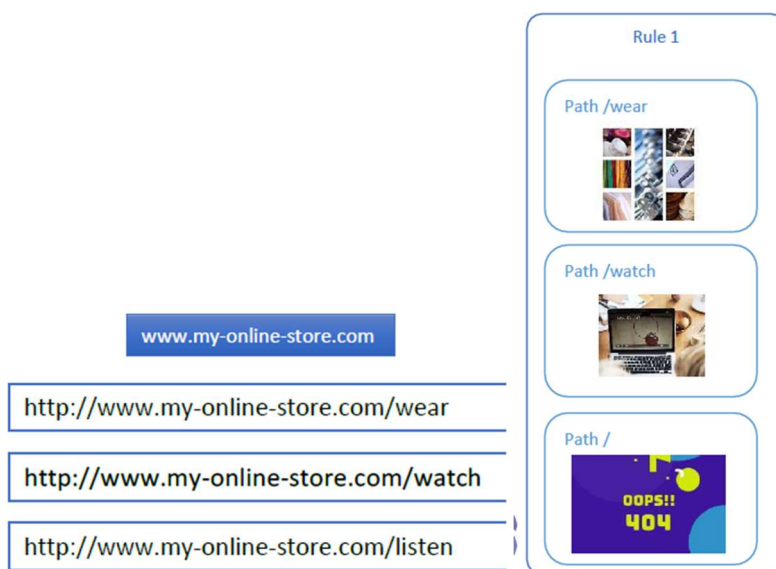 www.my-online-store.com
http://www.my-online-store.com/wear
http://www.my-online-store.com/watch
http://www.my-online-store.com/listen
Rule 1
Path /wear
Path /watch
Path /
OOPS!!
404